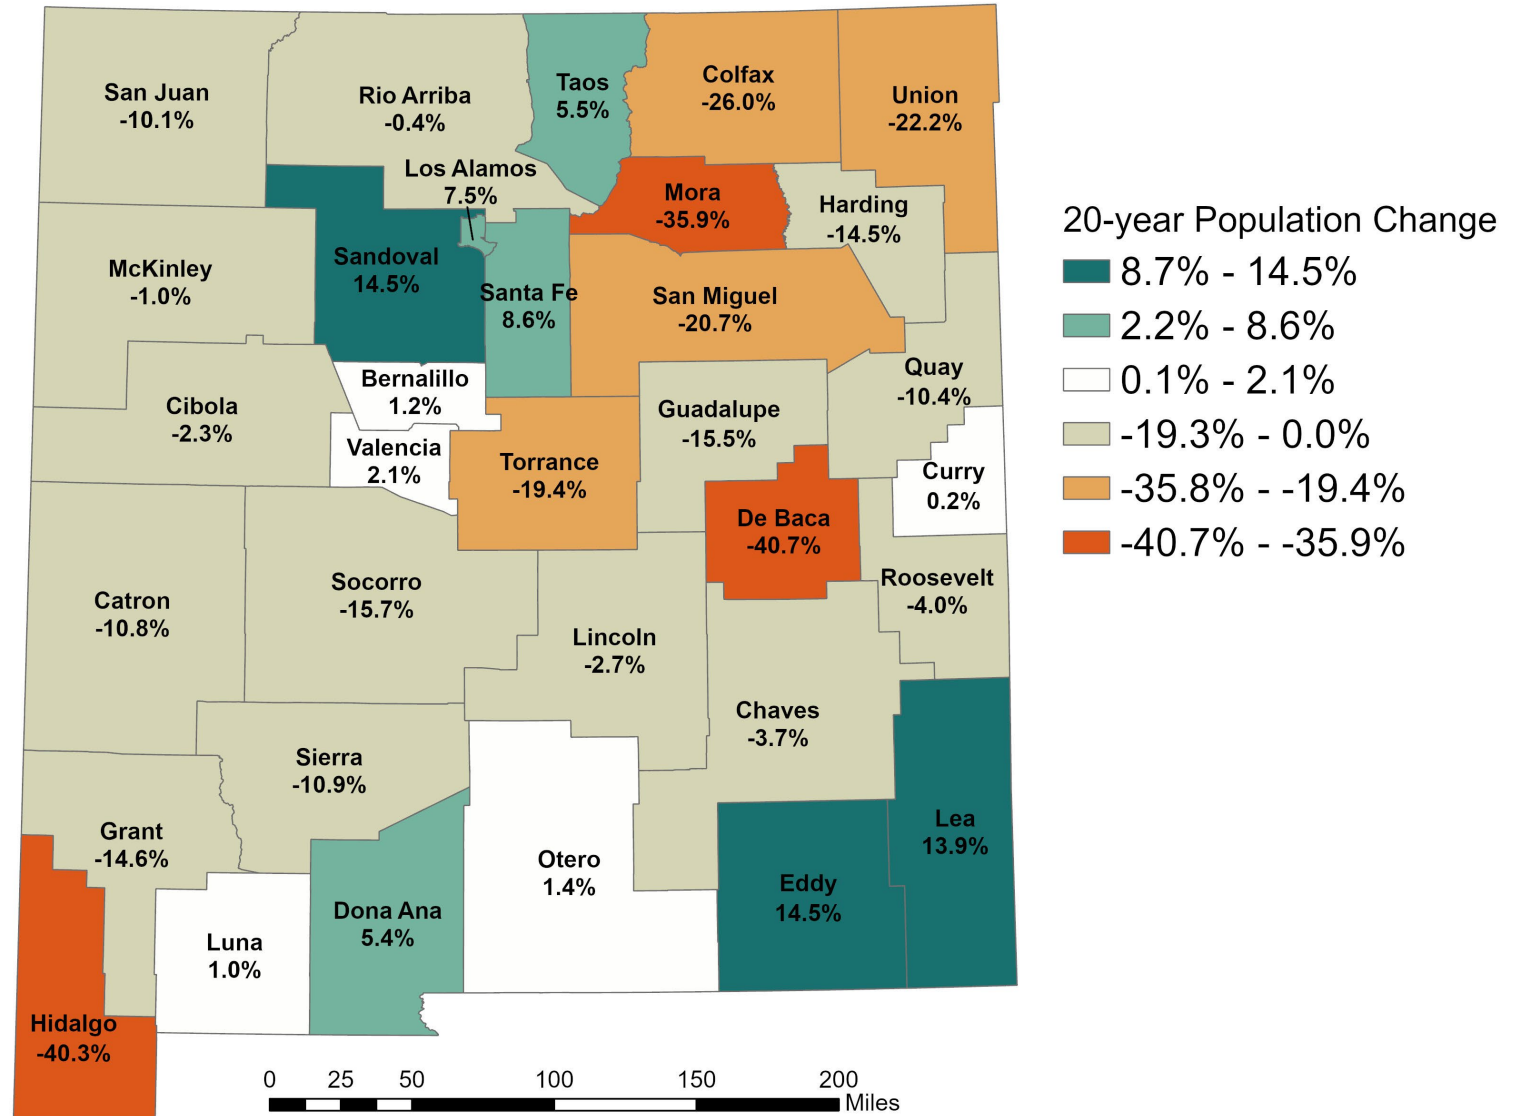 San Juan
-10.1%
Rio Arriba
-0.4%
Taos
5.5%
Colfax
-26.0%
Union
-22.2%
Los Alamos
7.5%
Mora
-35.9%
Harding
-14.5%
McKinley
-1.0%
Sandoval
14.5%
Santa Fe
8.6%
San Miguel
-20.7%
Quay
-10.4%
Bernalillo
1.2%
Cibola
-2.3%
Guadalupe
-15.5%
Valencia
2.1%
Torrance
-19.4%
Curry
0.2%
De Baca
-40.7%
Roosevelt
-4.0%
Catron
-10.8%
Socorro
-15.7%
Lincoln
-2.7%
Chaves
-3.7%
Sierra
-10.9%
Grant
-14.6%
Lea
13.9%
Otero
1.4%
Eddy
14.5%
Dona Ana
5.4%
Luna
1.0%
Hidalgo
-40.3%
0 25 50 100 150 200
Miles
20-year Population Change
8.7% - 14.5%
2.2% - 8.6%
0.1% - 2.1%
-19.3% - 0.0%
-35.8% - -19.4%
-40.7% - -35.9%